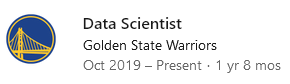 Data Scientist
Golden State Warriors
Oct 2019 – Present · 1 yr 8 mos